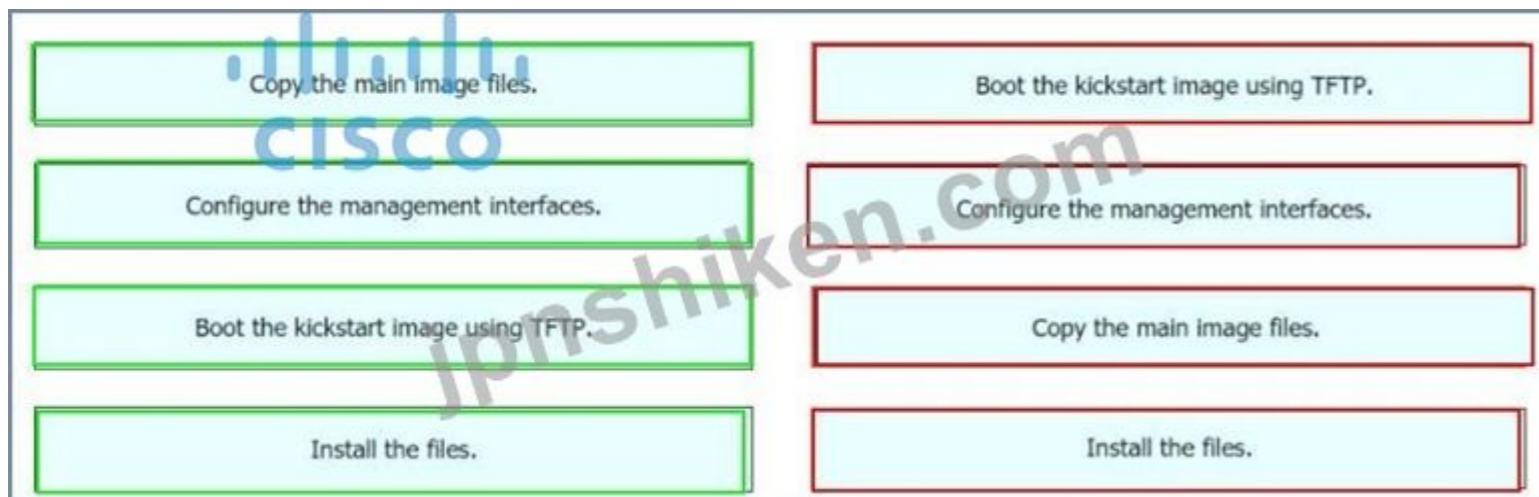 Copy the main image files.
CISCO
Configure the management interfaces.
Boot the kickstart image using TFTP.
Install the files.
Boot the kickstart image using TFTP.
Configure the management interfaces.
Copy the main image files.
Install the files.
jpnshiken.com